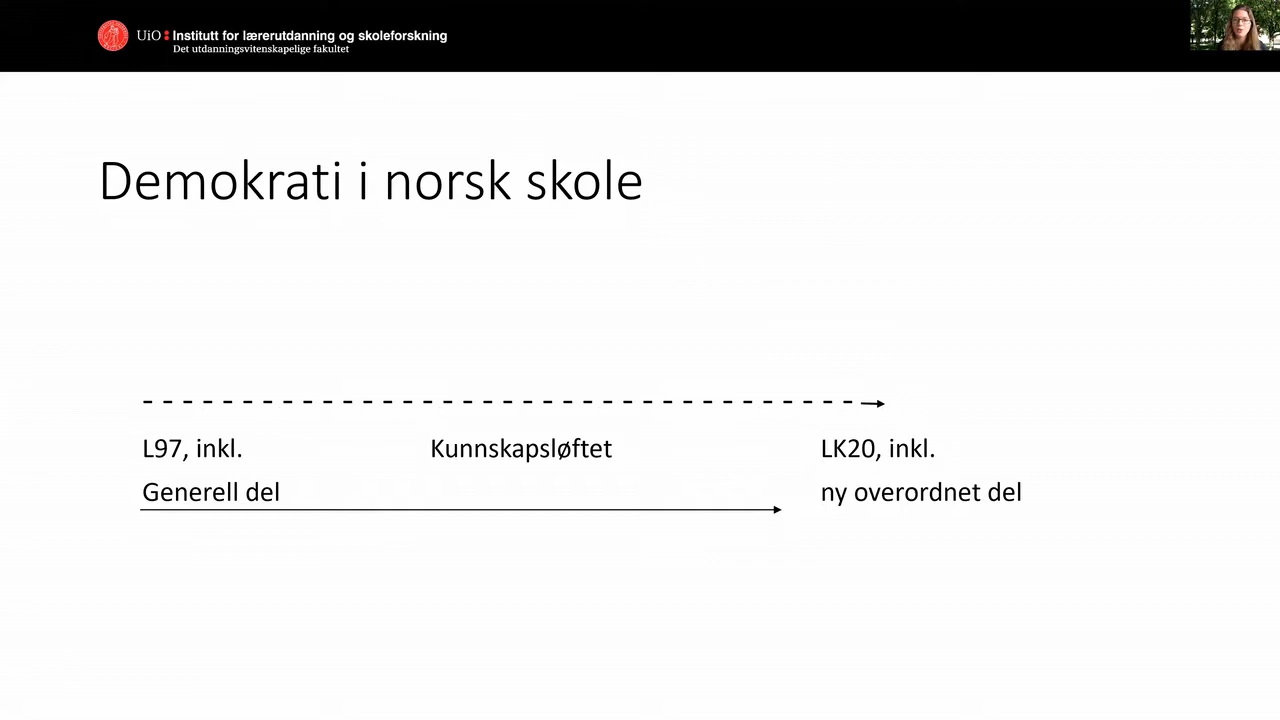 UiO Institutt for lærerutdanning og skoleforskning
Det utdanningsvitenskapelige fakultet
Demokrati i norsk skole
L97, inkl.
Generell del
Kunnskapsløftet
LK20, inkl.
ny overordnet del